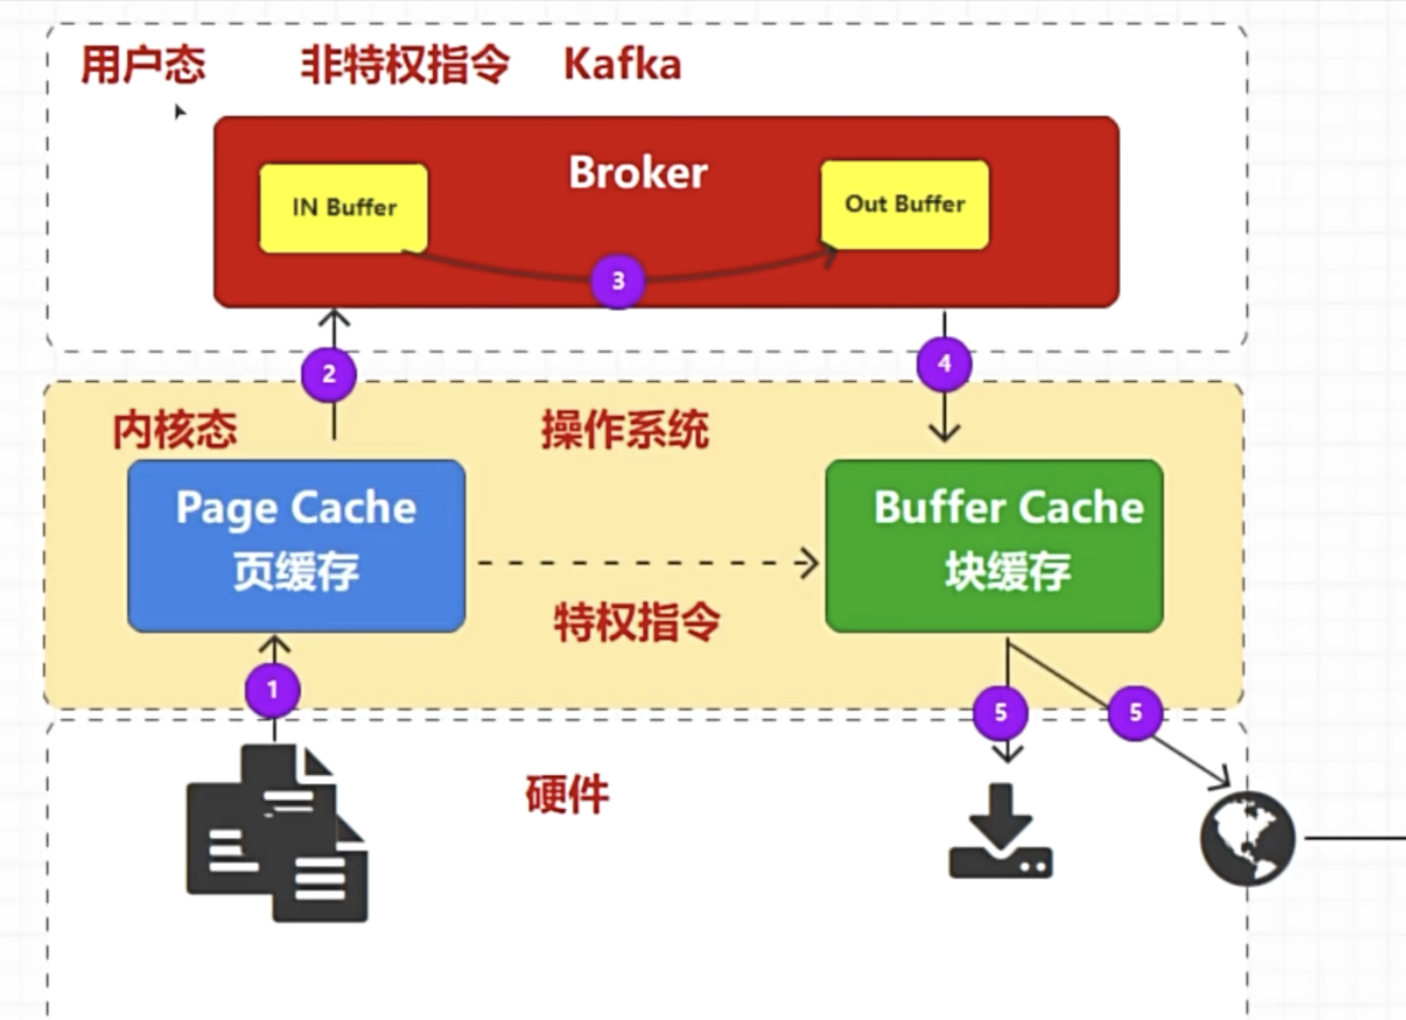 用户态 非特权指令 Kafka
Broker
IN Buffer
Out Buffer
3
2
4
内核态 操作系统
Page Cache
页缓存
Buffer Cache
块缓存
特权指令
1
5
5
硬件